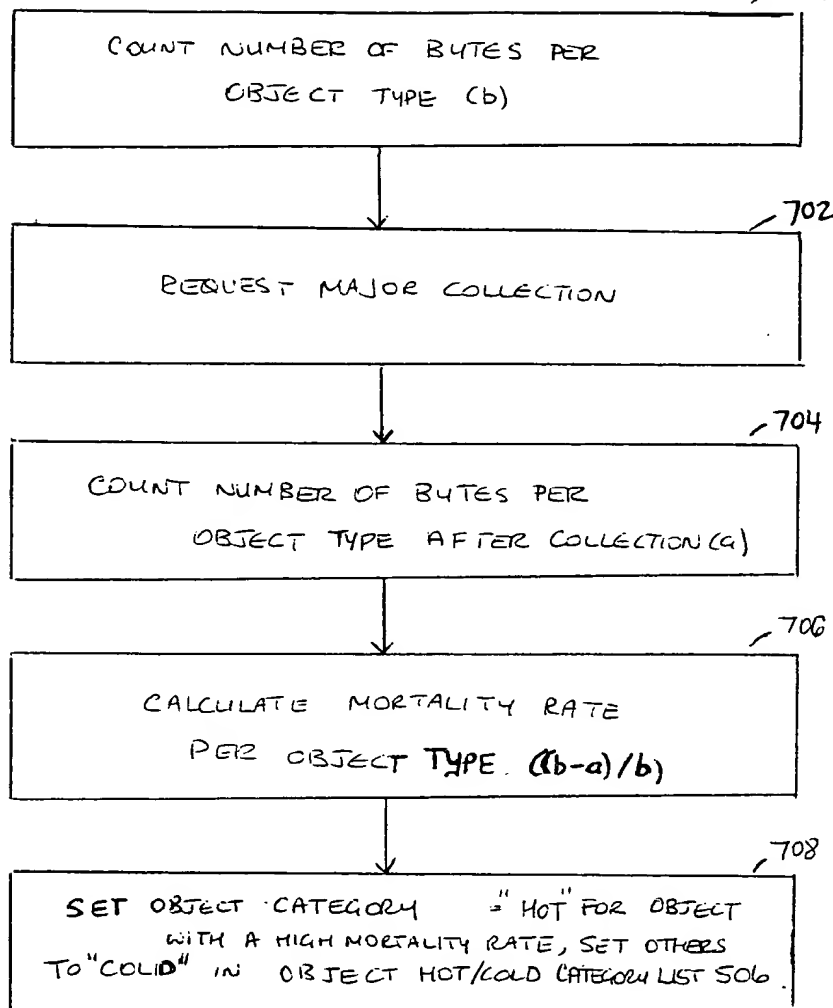 COUNT NUMBER OF BYTES PER
OBJECT TYPE (b)
702
REQUEST MAJOR COLLECTION
704
COUNT NUMBER OF BYTES PER
OBJECT TYPE AFTER COLLECTION (a)
706
CALCULATE MORTALITY RATE
PER OBJECT TYPE. ((b-a)/b)
708
SET OBJECT CATEGORY = "HOT" FOR OBJECT
WITH A HIGH MORTALITY RATE, SET OTHERS
TO "COLD" IN OBJECT HOT/COLD CATEGORY LIST 506.